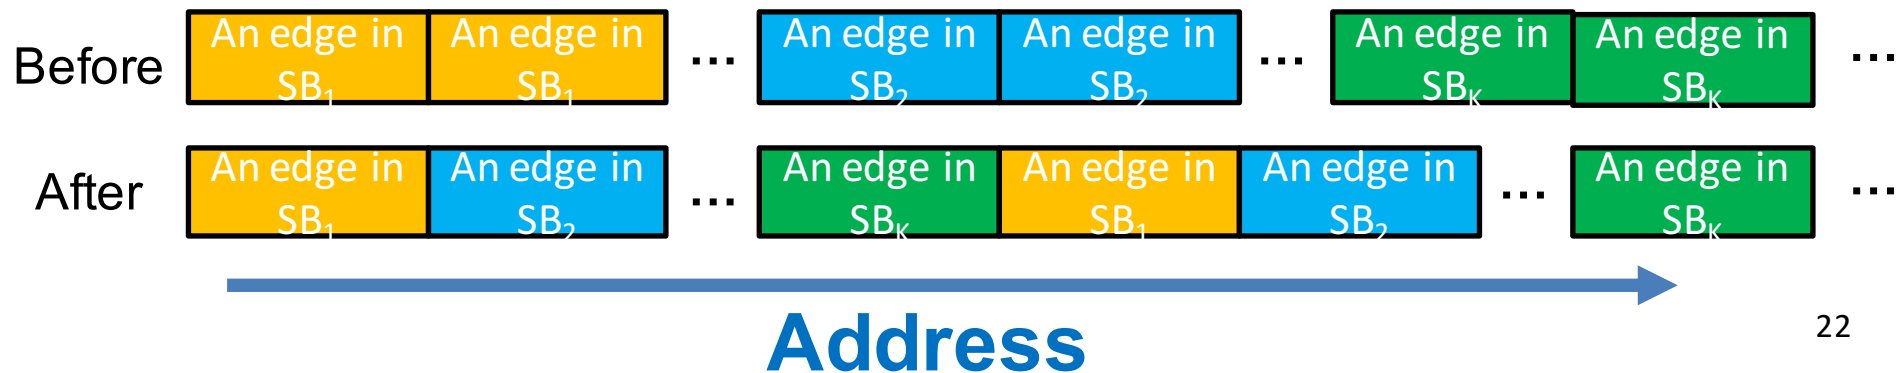 Before An edge in An edge in ... An edge in An edge in ... An edge in An edge in ...
SB₁ SB₁ SB₂ SB₂ SBₖ SBₖ
After An edge in An edge in ... An edge in An edge in An edge in ... An edge in ...
SB₁ SB₂ SBₖ SB₁ SB₂ SBₖ
Address
22